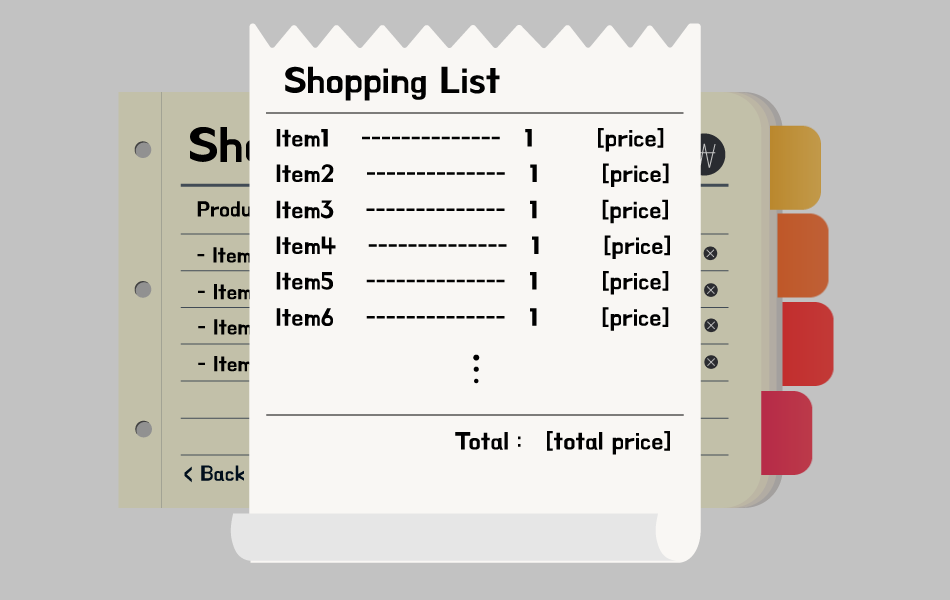 Shopping List
Item1 -------------- 1 [price]
Item2 -------------- 1 [price]
Item3 -------------- 1 [price]
Item4 -------------- 1 [price]
Item5 -------------- 1 [price]
Item6 -------------- 1 [price]
Total : [total price]
Sho
₩
Produ
- Item
- Item
- Item
- Item
< Back